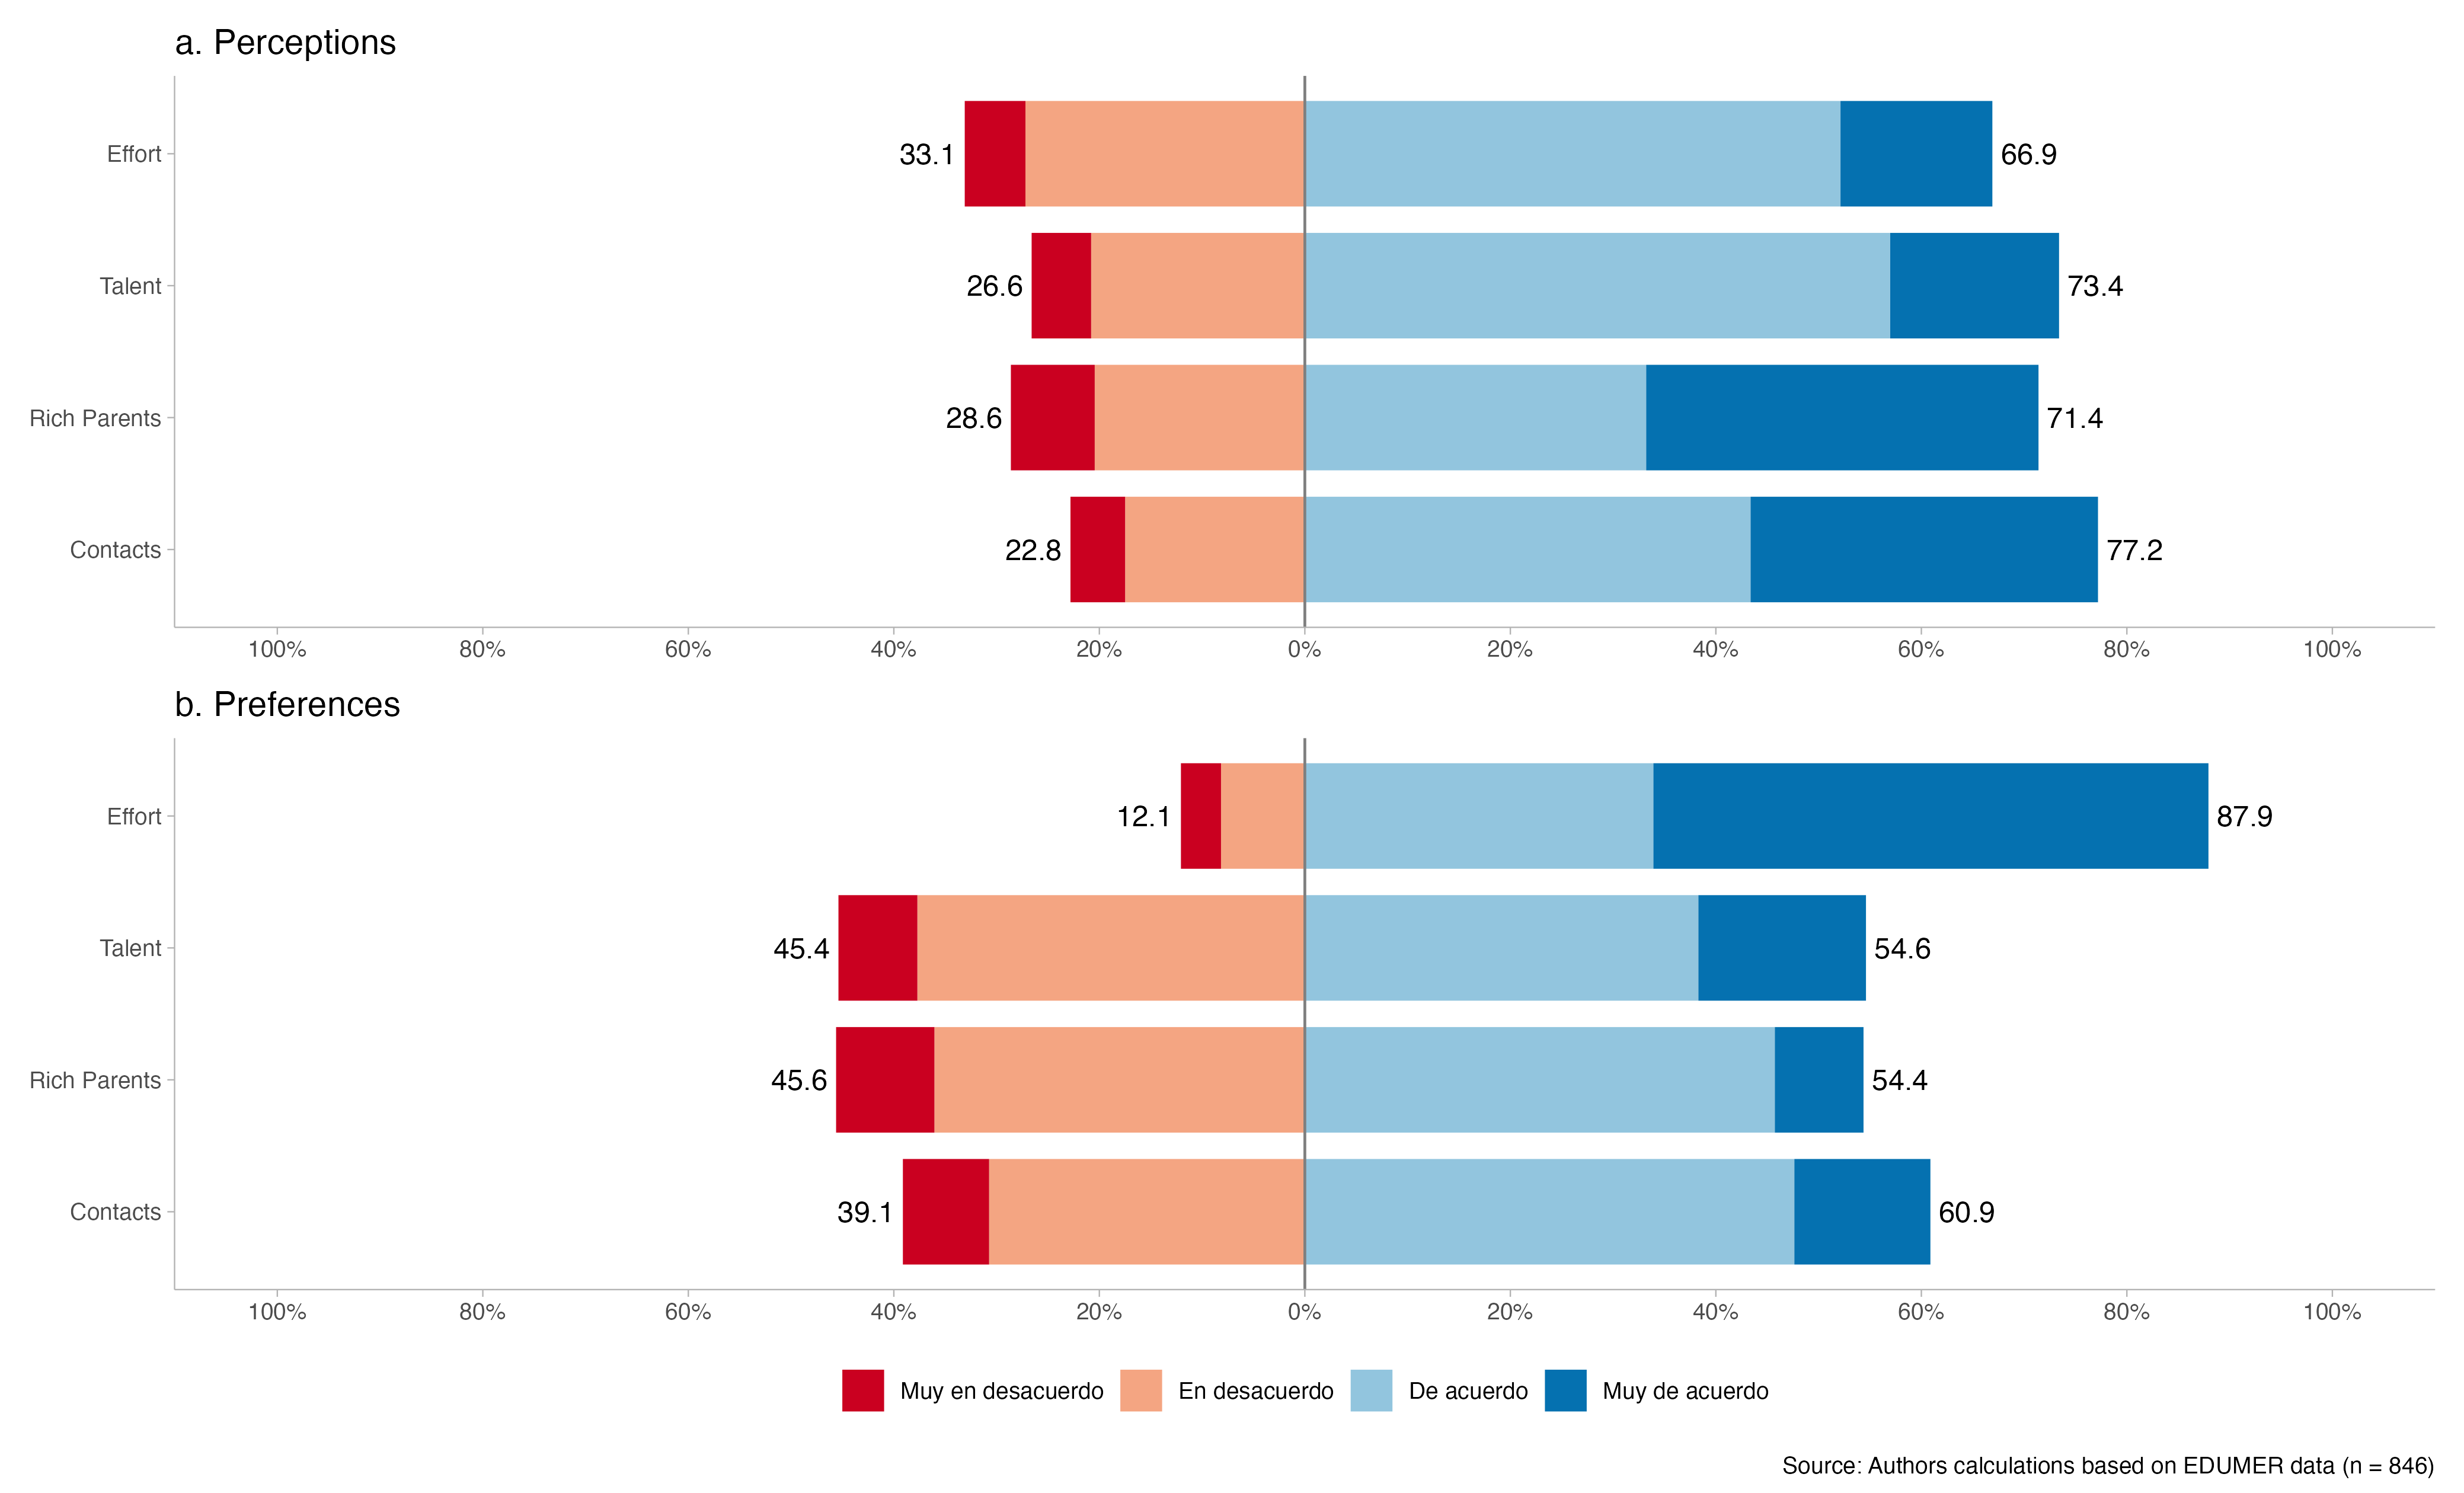 a. Perceptions
Effort 33.1 66.9
Talent 26.6 73.4
Rich Parents 28.6 71.4
Contacts 22.8 77.2
100% 80% 60% 40% 20% 0% 20% 40% 60% 80% 100%
b. Preferences
Effort 12.1 87.9
Talent 45.4 54.6
Rich Parents 45.6 54.4
Contacts 39.1 60.9
100% 80% 60% 40% 20% 0% 20% 40% 60% 80% 100%
Muy en desacuerdo En desacuerdo De acuerdo Muy de acuerdo
Source: Authors calculations based on EDUMER data (n = 846)